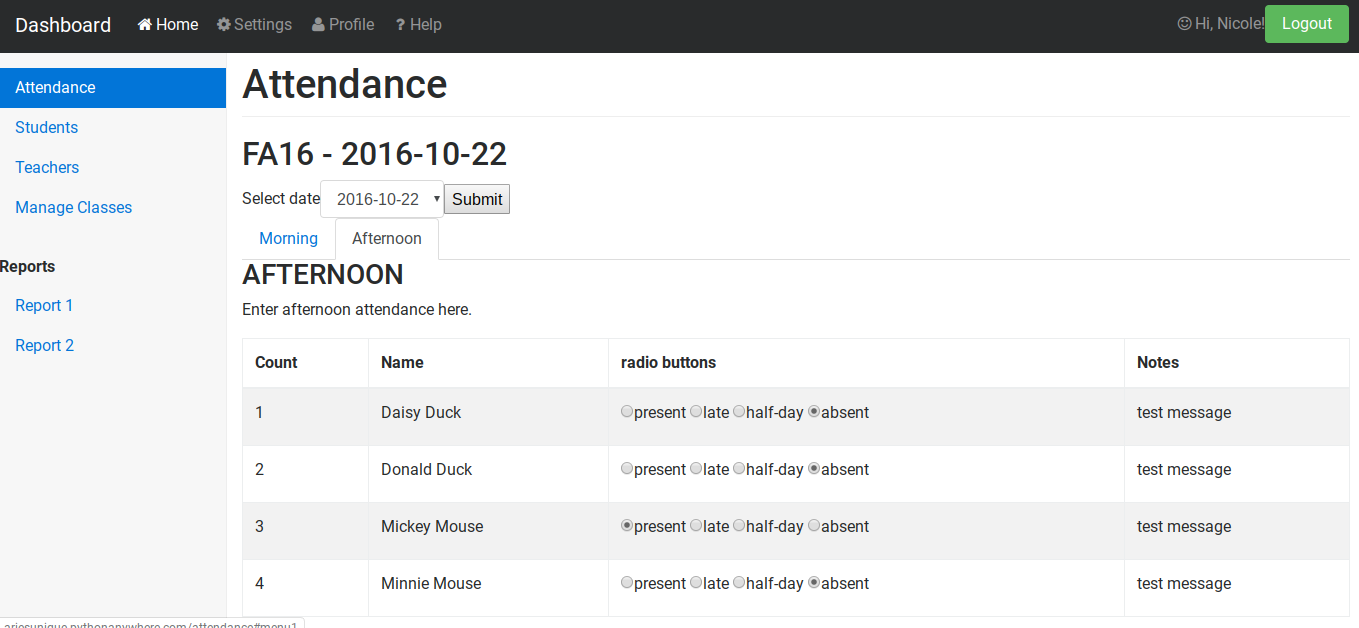 Dashboard Home Settings Profile ? Help Hi, Nicole! Logout
Attendance
Students
Teachers
Manage Classes
Reports
Report 1
Report 2
Attendance
FA16 - 2016-10-22
Select date 2016-10-22 Submit
Morning Afternoon
AFTERNOON
Enter afternoon attendance here.
Count Name radio buttons Notes
1 Daisy Duck present late half-day absent test message
2 Donald Duck present late half-day absent test message
3 Mickey Mouse present late half-day absent test message
4 Minnie Mouse present late half-day absent test message
ariesunique.pythonanywhere.com/attendance#menu1